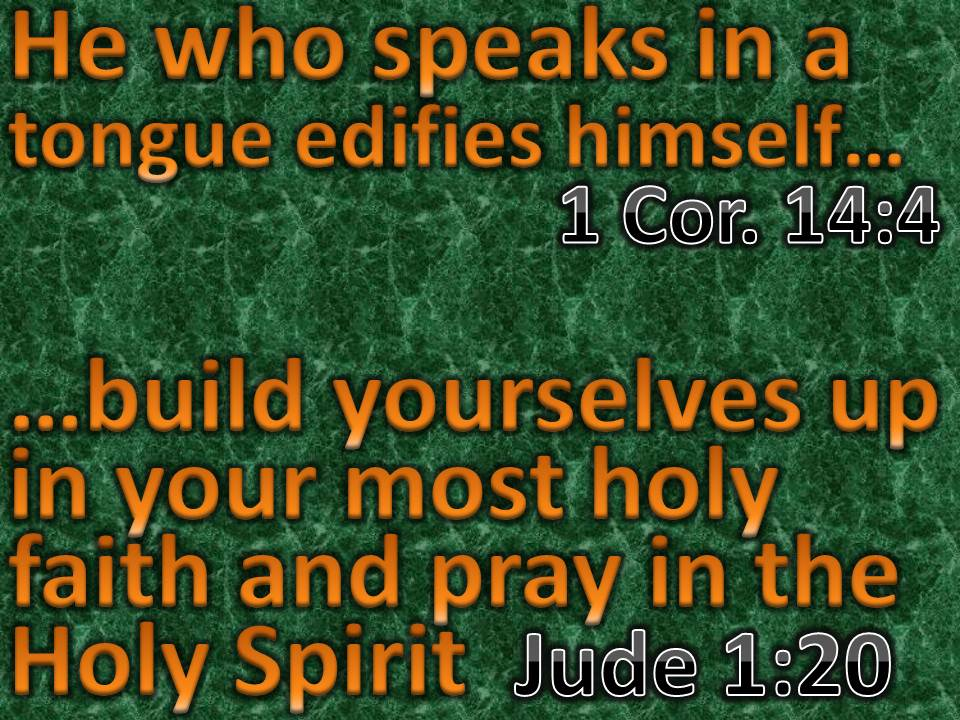 He who speaks in a
tongue edifies himself...
1 Cor. 14:4
...build yourselves up
in your most holy
faith and pray in the
Holy Spirit Jude 1:20